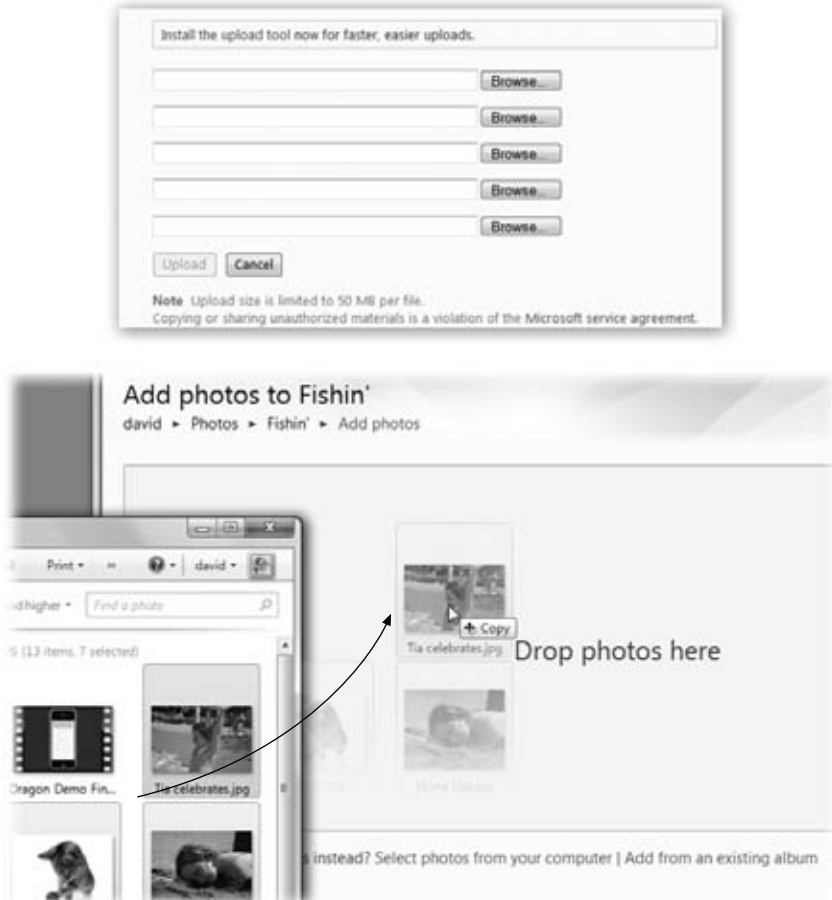 Install the upload tool now for faster, easier uploads.
Browse...
Browse...
Browse...
Browse...
Browse...
Upload Cancel
Note Upload size is limited to 50 MB per file.
Copying or sharing unauthorized materials is a violation of the Microsoft service agreement.
Add photos to Fishin'
david ► Photos ► Fishin' ► Add photos
Print david
higher Find a photo
(13 items, 7 selected)
Copy
Tia celebrates.jpg
Drop photos here
Dragon Demo Fin... Tia celebrates.jpg
instead? Select photos from your computer | Add from an existing album